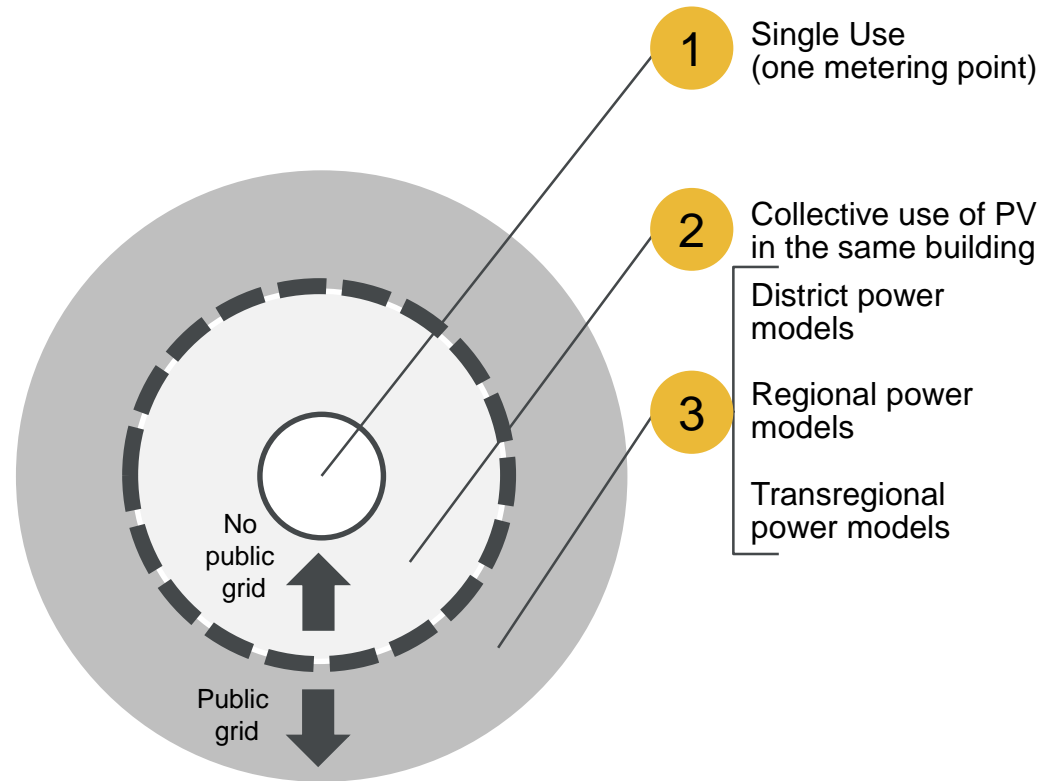 1
Single Use
(one metering point)
2
Collective use of PV
in the same building
3
District power
models
Regional power
models
Transregional
power models
No
public
grid
Public
grid